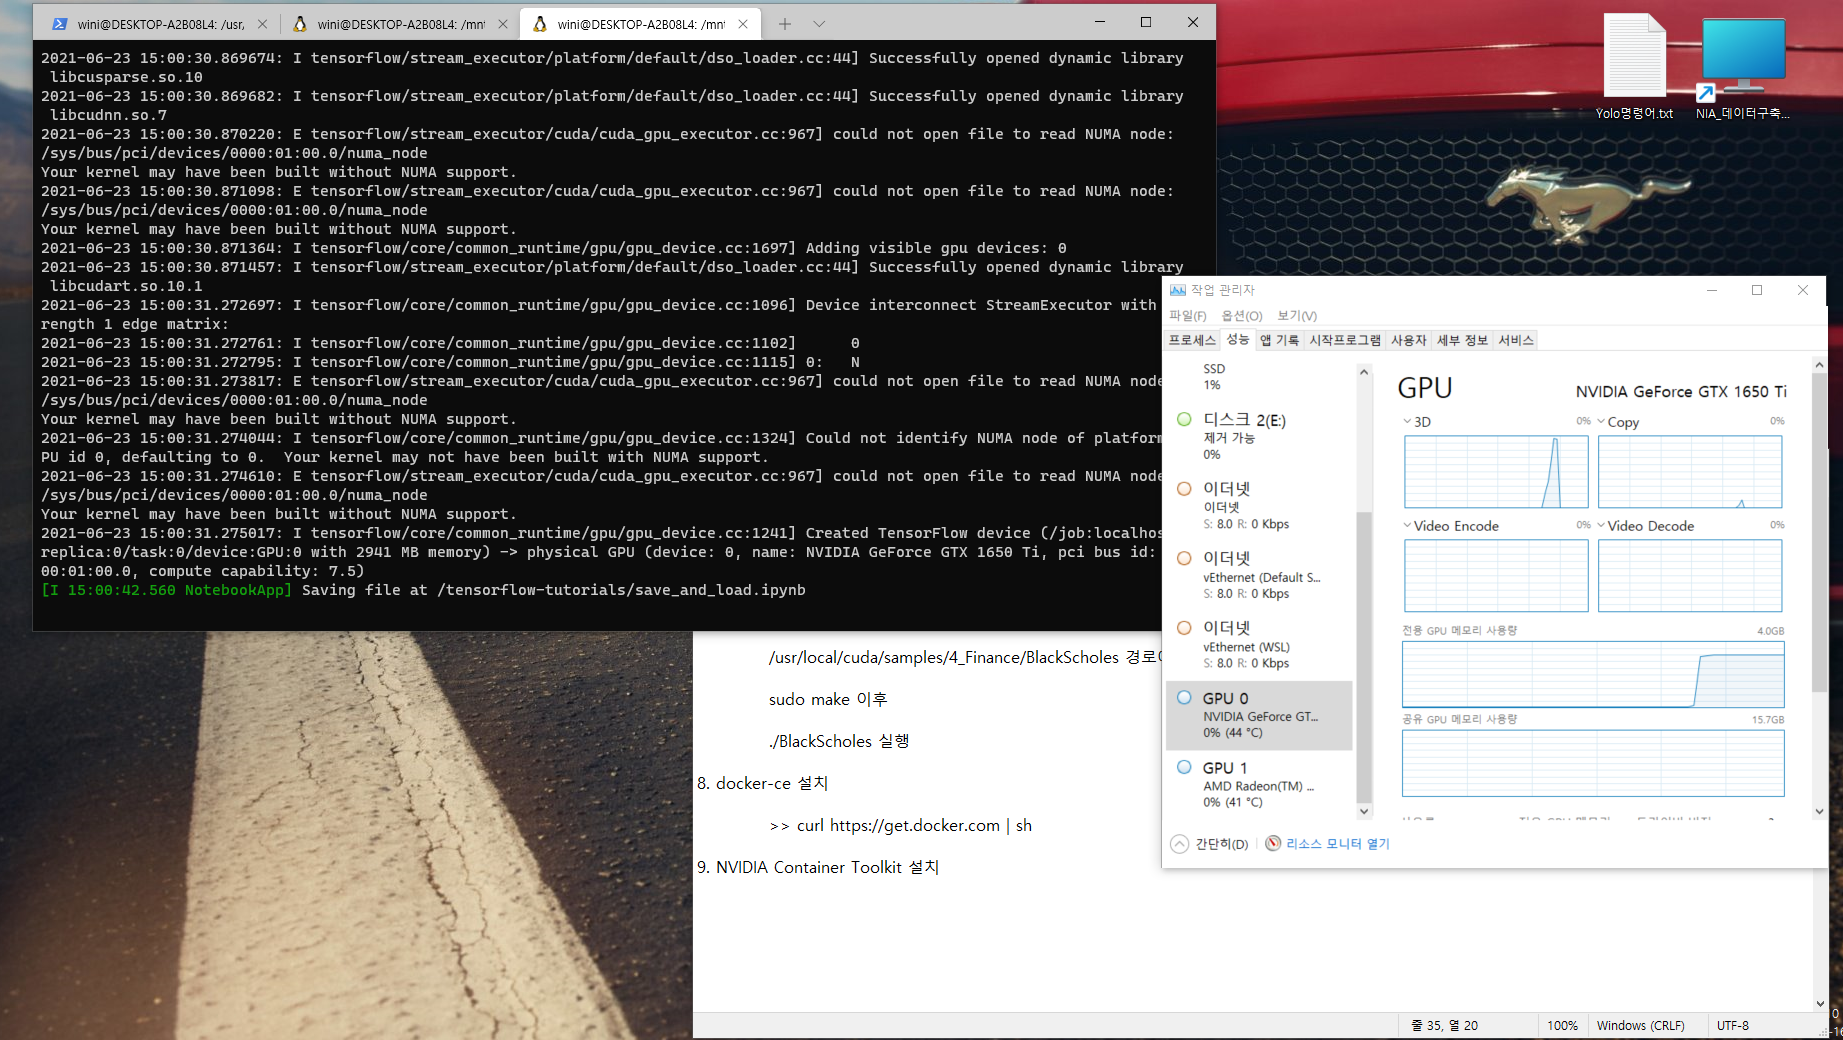 wini@DESKTOP-A2B08L4: /usr,
wini@DESKTOP-A2B08L4: /mnt
wini@DESKTOP-A2B08L4: /mnt
2021-06-23 15:00:30.869674: I tensorflow/stream_executor/platform/default/dso_loader.cc:44] Successfully opened dynamic library
libcusparse.so.10
2021-06-23 15:00:30.869682: I tensorflow/stream_executor/platform/default/dso_loader.cc:44] Successfully opened dynamic library
libcudnn.so.7
2021-06-23 15:00:30.870220: E tensorflow/stream_executor/cuda/cuda_gpu_executor.cc:967] could not open file to read NUMA node:
/sys/bus/pci/devices/0000:01:00.0/numa_node
Your kernel may have been built without NUMA support.
2021-06-23 15:00:30.871098: E tensorflow/stream_executor/cuda/cuda_gpu_executor.cc:967] could not open file to read NUMA node:
/sys/bus/pci/devices/0000:01:00.0/numa_node
Your kernel may have been built without NUMA support.
2021-06-23 15:00:30.871364: I tensorflow/core/common_runtime/gpu/gpu_device.cc:1697] Adding visible gpu devices: 0
2021-06-23 15:00:30.871457: I tensorflow/stream_executor/platform/default/dso_loader.cc:44] Successfully opened dynamic library
libcudart.so.10.1
2021-06-23 15:00:31.272697: I tensorflow/core/common_runtime/gpu/gpu_device.cc:1096] Device interconnect StreamExecutor with
rength 1 edge matrix:
2021-06-23 15:00:31.272761: I tensorflow/core/common_runtime/gpu/gpu_device.cc:1102] 0
2021-06-23 15:00:31.272795: I tensorflow/core/common_runtime/gpu/gpu_device.cc:1115] 0: N
2021-06-23 15:00:31.273817: E tensorflow/stream_executor/cuda/cuda_gpu_executor.cc:967] could not open file to read NUMA node
/sys/bus/pci/devices/0000:01:00.0/numa_node
Your kernel may have been built without NUMA support.
2021-06-23 15:00:31.274044: I tensorflow/core/common_runtime/gpu/gpu_device.cc:1324] Could not identify NUMA node of platform
PU id 0, defaulting to 0. Your kernel may not have been built with NUMA support.
2021-06-23 15:00:31.274610: E tensorflow/stream_executor/cuda/cuda_gpu_executor.cc:967] could not open file to read NUMA node
/sys/bus/pci/devices/0000:01:00.0/numa_node
Your kernel may have been built without NUMA support.
2021-06-23 15:00:31.275017: I tensorflow/core/common_runtime/gpu/gpu_device.cc:1241] Created TensorFlow device (/job:localhos
replica:0/task:0/device:GPU:0 with 2941 MB memory) -> physical GPU (device: 0, name: NVIDIA GeForce GTX 1650 Ti, pci bus id:
00:01:00.0, compute capability: 7.5)
[I 15:00:42.560 NotebookApp] Saving file at /tensorflow-tutorials/save_and_load.ipynb
Yolo명령어.txt
NIA_데이터구축...
작업 관리자
파일(F) 옵션(O) 보기(V)
프로세스 성능 앱 기록 시작프로그램 사용자 세부 정보 서비스
SSD
1%
디스크 2(E:)
제거 가능
0%
이더넷
이더넷
S: 8.0 R: 0 Kbps
이더넷
vEthernet (Default S...
S: 8.0 R: 0 Kbps
이더넷
vEthernet (WSL)
S: 8.0 R: 0 Kbps
GPU 0
NVIDIA GeForce GT...
0% (44 °C)
GPU 1
AMD Radeon(TM) ...
0% (41 °C)
GPU NVIDIA GeForce GTX 1650 Ti
3D 0% Copy 0%
Video Encode 0% Video Decode 0%
전용 GPU 메모리 사용량 4.0GB
공유 GPU 메모리 사용량 15.7GB
간단히(D) 리소스 모니터 열기
/usr/local/cuda/samples/4_Finance/BlackScholes 경로
sudo make 이후
./BlackScholes 실행
8. docker-ce 설치
>> curl https://get.docker.com | sh
9. NVIDIA Container Toolkit 설치
줄 35, 열 20 100% Windows (CRLF) UTF-8